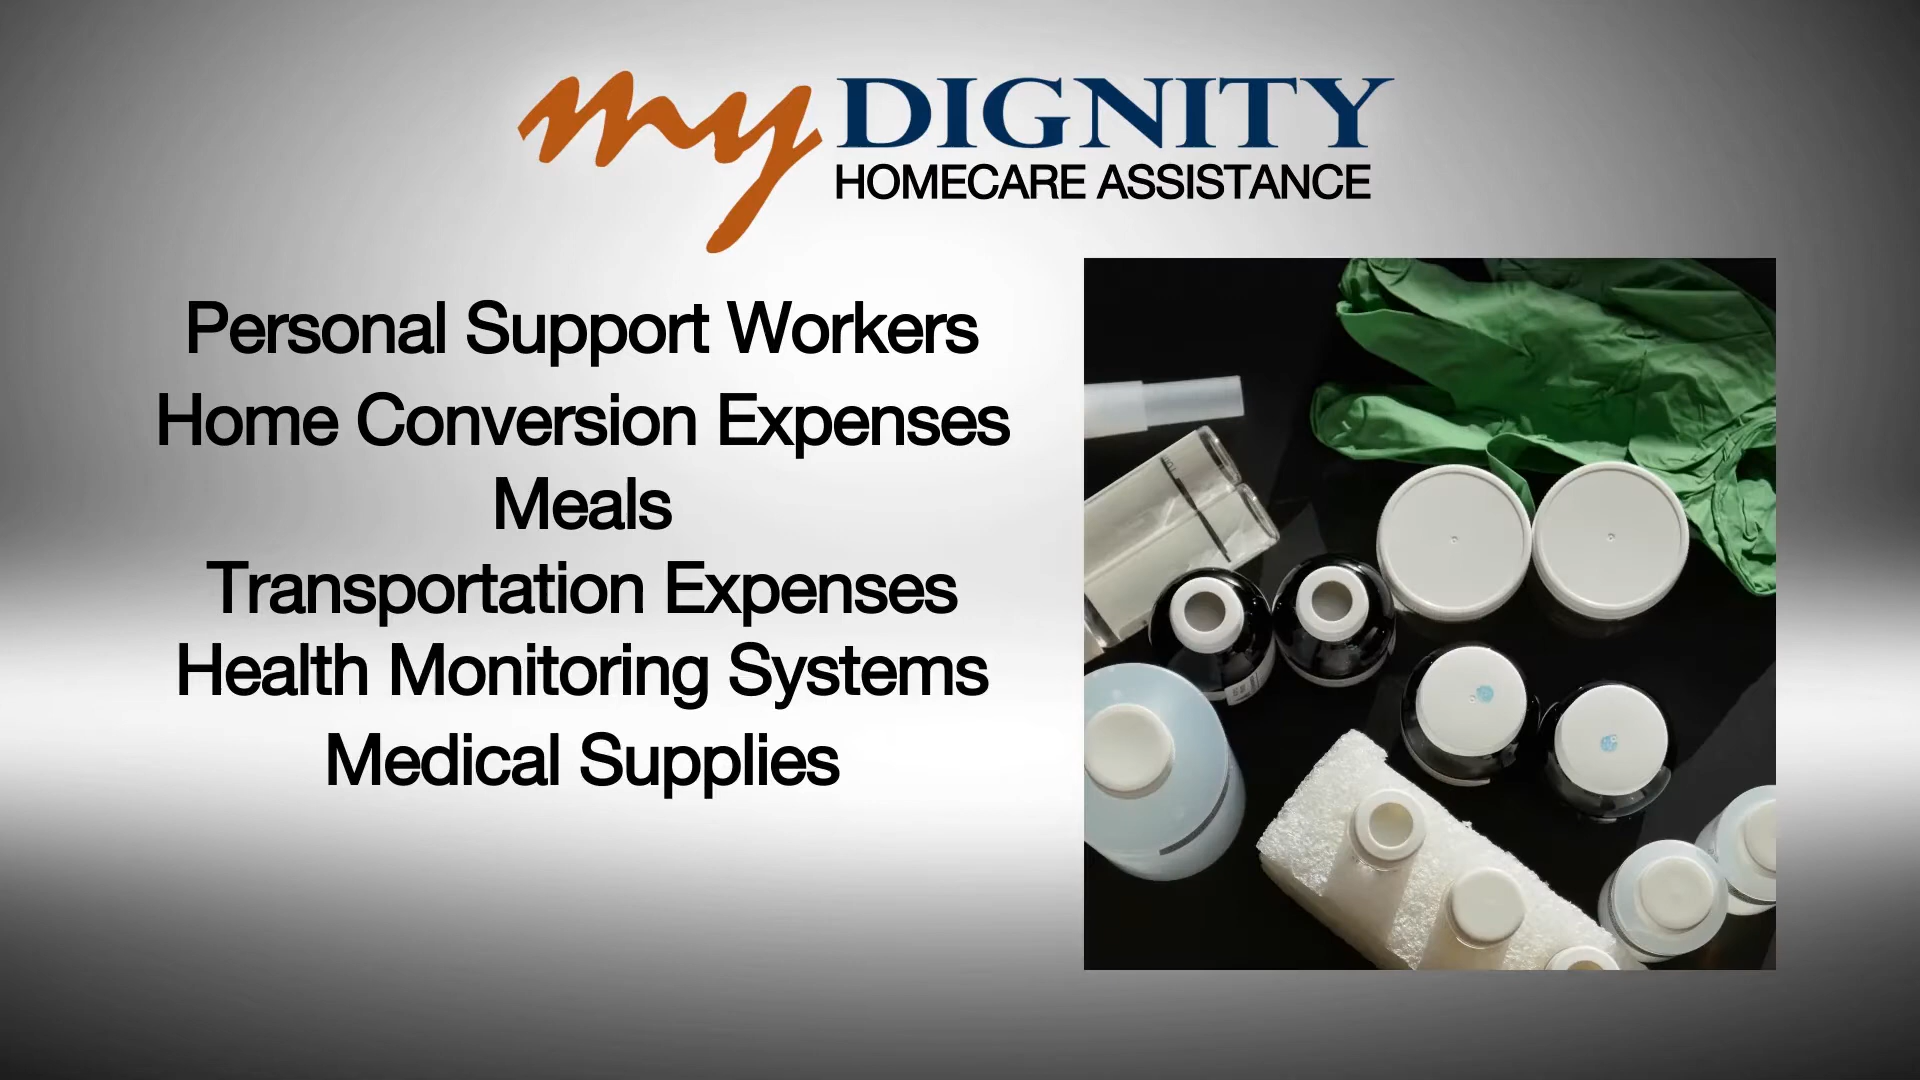 my DIGNITY
HOMECARE ASSISTANCE
Personal Support Workers
Home Conversion Expenses
Meals
Transportation Expenses
Health Monitoring Systems
Medical Supplies